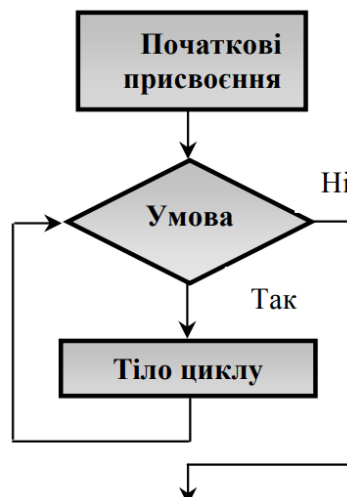 Початкові
присвоєння
Ні
Умова
Так
Тіло циклу